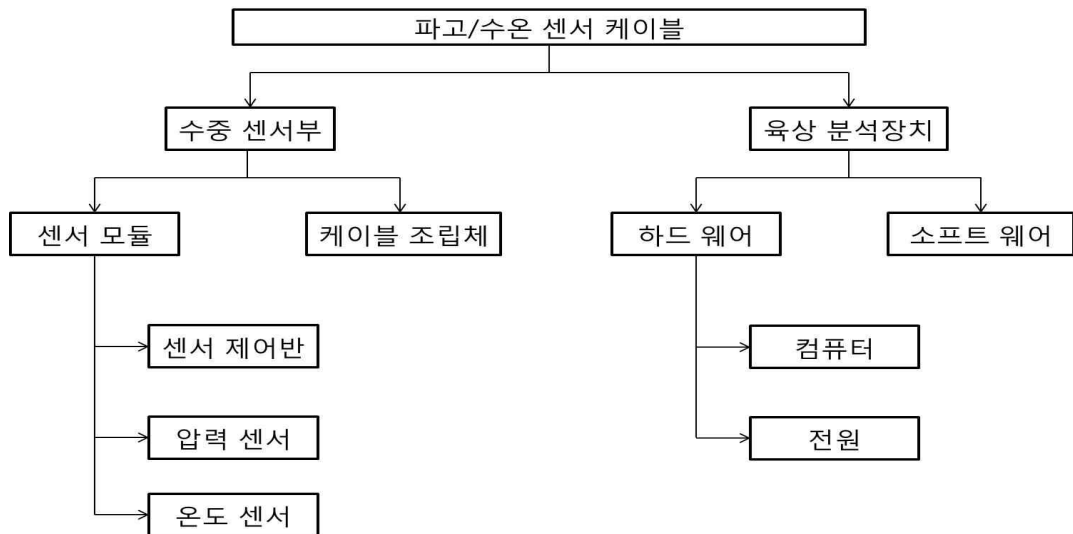 파고/수온 센서 케이블
수중 센서부
육상 분석장치
센서 모듈
케이블 조립체
하드 웨어
소프트 웨어
센서 제어반
컴퓨터
압력 센서
전원
온도 센서